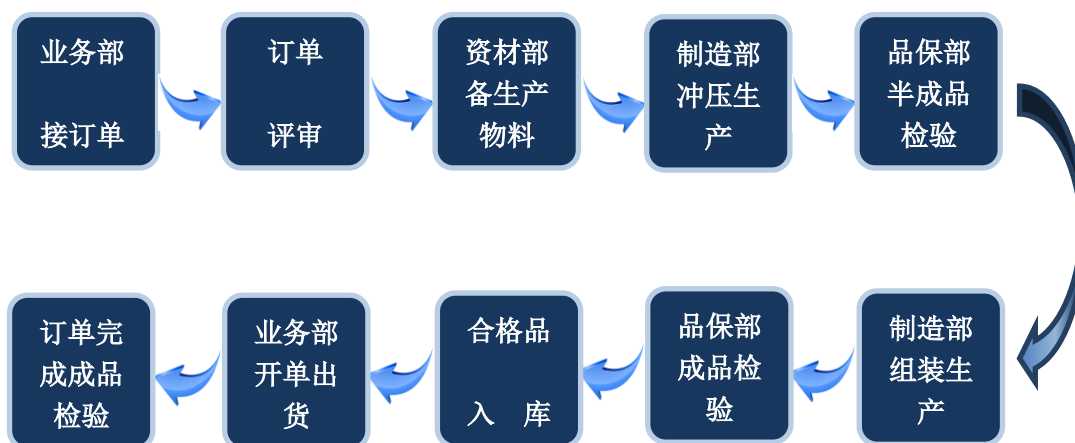 业务部
接订单
订单
评审
资材部
备生产
物料
制造部
冲压生
产
品保部
半成品
检验
制造部
组装生
产
品保部
成品检
验
合格品
入 库
业务部
开单出
货
订单完
成成品
检验